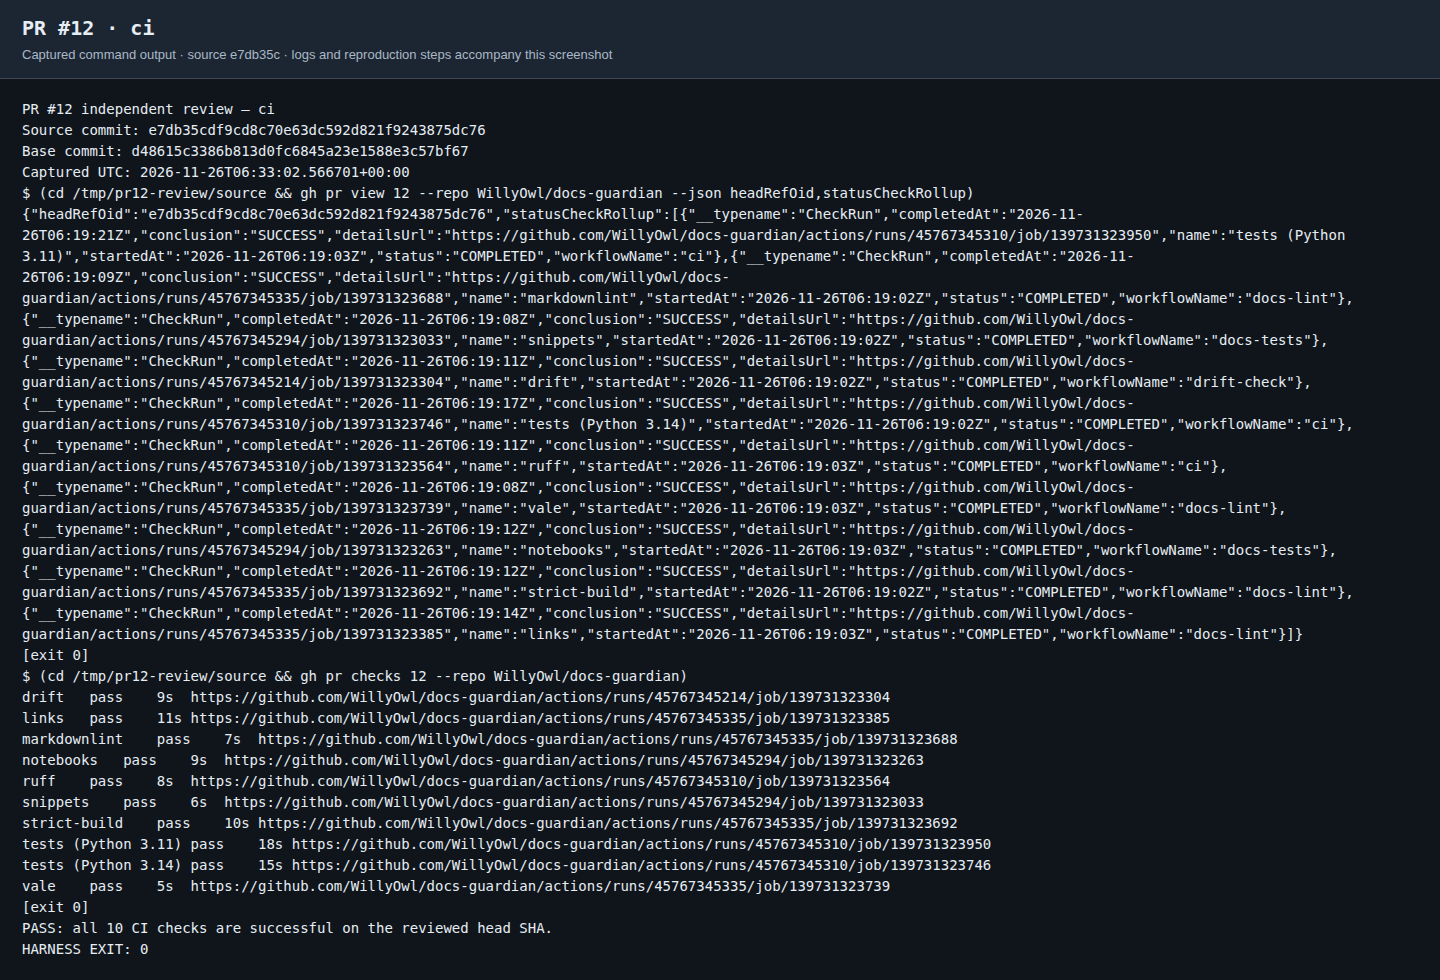 PR #12 · ci
Captured command output · source e7db35c · logs and reproduction steps accompany this screenshot
PR #12 independent review — ci
Source commit: e7db35cdf9cd8c70e63dc592d821f9243875dc76
Base commit: d48615c3386b813d0fc6845a23e1588e3c57bf67
Captured UTC: 2026-11-26T06:33:02.566701+00:00
$ (cd /tmp/pr12-review/source && gh pr view 12 --repo WillyOwl/docs-guardian --json headRefOid,statusCheckRollup)
{"headRefOid":"e7db35cdf9cd8c70e63dc592d821f9243875dc76","statusCheckRollup":[{"__typename":"CheckRun","completedAt":"2026-11-
26T06:19:21Z","conclusion":"SUCCESS","detailsUrl":"https://github.com/WillyOwl/docs-guardian/actions/runs/45767345310/job/139731323950","name":"tests (Python
3.11)","startedAt":"2026-11-26T06:19:03Z","status":"COMPLETED","workflowName":"ci"},{"__typename":"CheckRun","completedAt":"2026-11-
26T06:19:09Z","conclusion":"SUCCESS","detailsUrl":"https://github.com/WillyOwl/docs-
guardian/actions/runs/45767345335/job/139731323688","name":"markdownlint","startedAt":"2026-11-26T06:19:02Z","status":"COMPLETED","workflowName":"docs-lint"},
{"__typename":"CheckRun","completedAt":"2026-11-26T06:19:08Z","conclusion":"SUCCESS","detailsUrl":"https://github.com/WillyOwl/docs-
guardian/actions/runs/45767345294/job/139731323033","name":"snippets","startedAt":"2026-11-26T06:19:02Z","status":"COMPLETED","workflowName":"docs-tests"},
{"__typename":"CheckRun","completedAt":"2026-11-26T06:19:11Z","conclusion":"SUCCESS","detailsUrl":"https://github.com/WillyOwl/docs-
guardian/actions/runs/45767345214/job/139731323304","name":"drift","startedAt":"2026-11-26T06:19:02Z","status":"COMPLETED","workflowName":"drift-check"},
{"__typename":"CheckRun","completedAt":"2026-11-26T06:19:17Z","conclusion":"SUCCESS","detailsUrl":"https://github.com/WillyOwl/docs-
guardian/actions/runs/45767345310/job/139731323746","name":"tests (Python 3.14)","startedAt":"2026-11-26T06:19:02Z","status":"COMPLETED","workflowName":"ci"},
{"__typename":"CheckRun","completedAt":"2026-11-26T06:19:11Z","conclusion":"SUCCESS","detailsUrl":"https://github.com/WillyOwl/docs-
guardian/actions/runs/45767345310/job/139731323564","name":"ruff","startedAt":"2026-11-26T06:19:03Z","status":"COMPLETED","workflowName":"ci"},
{"__typename":"CheckRun","completedAt":"2026-11-26T06:19:08Z","conclusion":"SUCCESS","detailsUrl":"https://github.com/WillyOwl/docs-
guardian/actions/runs/45767345335/job/139731323739","name":"vale","startedAt":"2026-11-26T06:19:03Z","status":"COMPLETED","workflowName":"docs-lint"},
{"__typename":"CheckRun","completedAt":"2026-11-26T06:19:12Z","conclusion":"SUCCESS","detailsUrl":"https://github.com/WillyOwl/docs-
guardian/actions/runs/45767345294/job/139731323263","name":"notebooks","startedAt":"2026-11-26T06:19:03Z","status":"COMPLETED","workflowName":"docs-tests"},
{"__typename":"CheckRun","completedAt":"2026-11-26T06:19:12Z","conclusion":"SUCCESS","detailsUrl":"https://github.com/WillyOwl/docs-
guardian/actions/runs/45767345335/job/139731323692","name":"strict-build","startedAt":"2026-11-26T06:19:02Z","status":"COMPLETED","workflowName":"docs-lint"},
{"__typename":"CheckRun","completedAt":"2026-11-26T06:19:14Z","conclusion":"SUCCESS","detailsUrl":"https://github.com/WillyOwl/docs-
guardian/actions/runs/45767345335/job/139731323385","name":"links","startedAt":"2026-11-26T06:19:03Z","status":"COMPLETED","workflowName":"docs-lint"}]}
[exit 0]
$ (cd /tmp/pr12-review/source && gh pr checks 12 --repo WillyOwl/docs-guardian)
drift   pass    9s  https://github.com/WillyOwl/docs-guardian/actions/runs/45767345214/job/139731323304
links   pass    11s https://github.com/WillyOwl/docs-guardian/actions/runs/45767345335/job/139731323385
markdownlint    pass    7s  https://github.com/WillyOwl/docs-guardian/actions/runs/45767345335/job/139731323688
notebooks   pass    9s  https://github.com/WillyOwl/docs-guardian/actions/runs/45767345294/job/139731323263
ruff    pass    8s  https://github.com/WillyOwl/docs-guardian/actions/runs/45767345310/job/139731323564
snippets    pass    6s  https://github.com/WillyOwl/docs-guardian/actions/runs/45767345294/job/139731323033
strict-build    pass    10s https://github.com/WillyOwl/docs-guardian/actions/runs/45767345335/job/139731323692
tests (Python 3.11) pass    18s https://github.com/WillyOwl/docs-guardian/actions/runs/45767345310/job/139731323950
tests (Python 3.14) pass    15s https://github.com/WillyOwl/docs-guardian/actions/runs/45767345310/job/139731323746
vale    pass    5s  https://github.com/WillyOwl/docs-guardian/actions/runs/45767345335/job/139731323739
[exit 0]
PASS: all 10 CI checks are successful on the reviewed head SHA.
HARNESS EXIT: 0